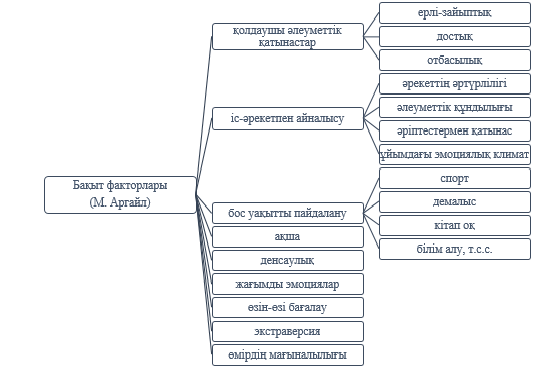 Бақыт факторлары
(М. Аргайл)
қолдаушы әлеуметтік
қатынастар
ерлі-зайыптық
достық
отбасылық
іс-әрекетпен айналысу
әрекеттің әртүрлілігі
әлеуметтік құндылығы
әріптестермен қатынас
ұйымдағы эмоциялық климат
бос уақытты пайдалану
спорт
демалыс
кітап оқ
білім алу, т.с.с.
ақша
денсаулық
жағымды эмоциялар
өзін-өзі бағалау
экстраверсия
өмірдің мағыналылығы